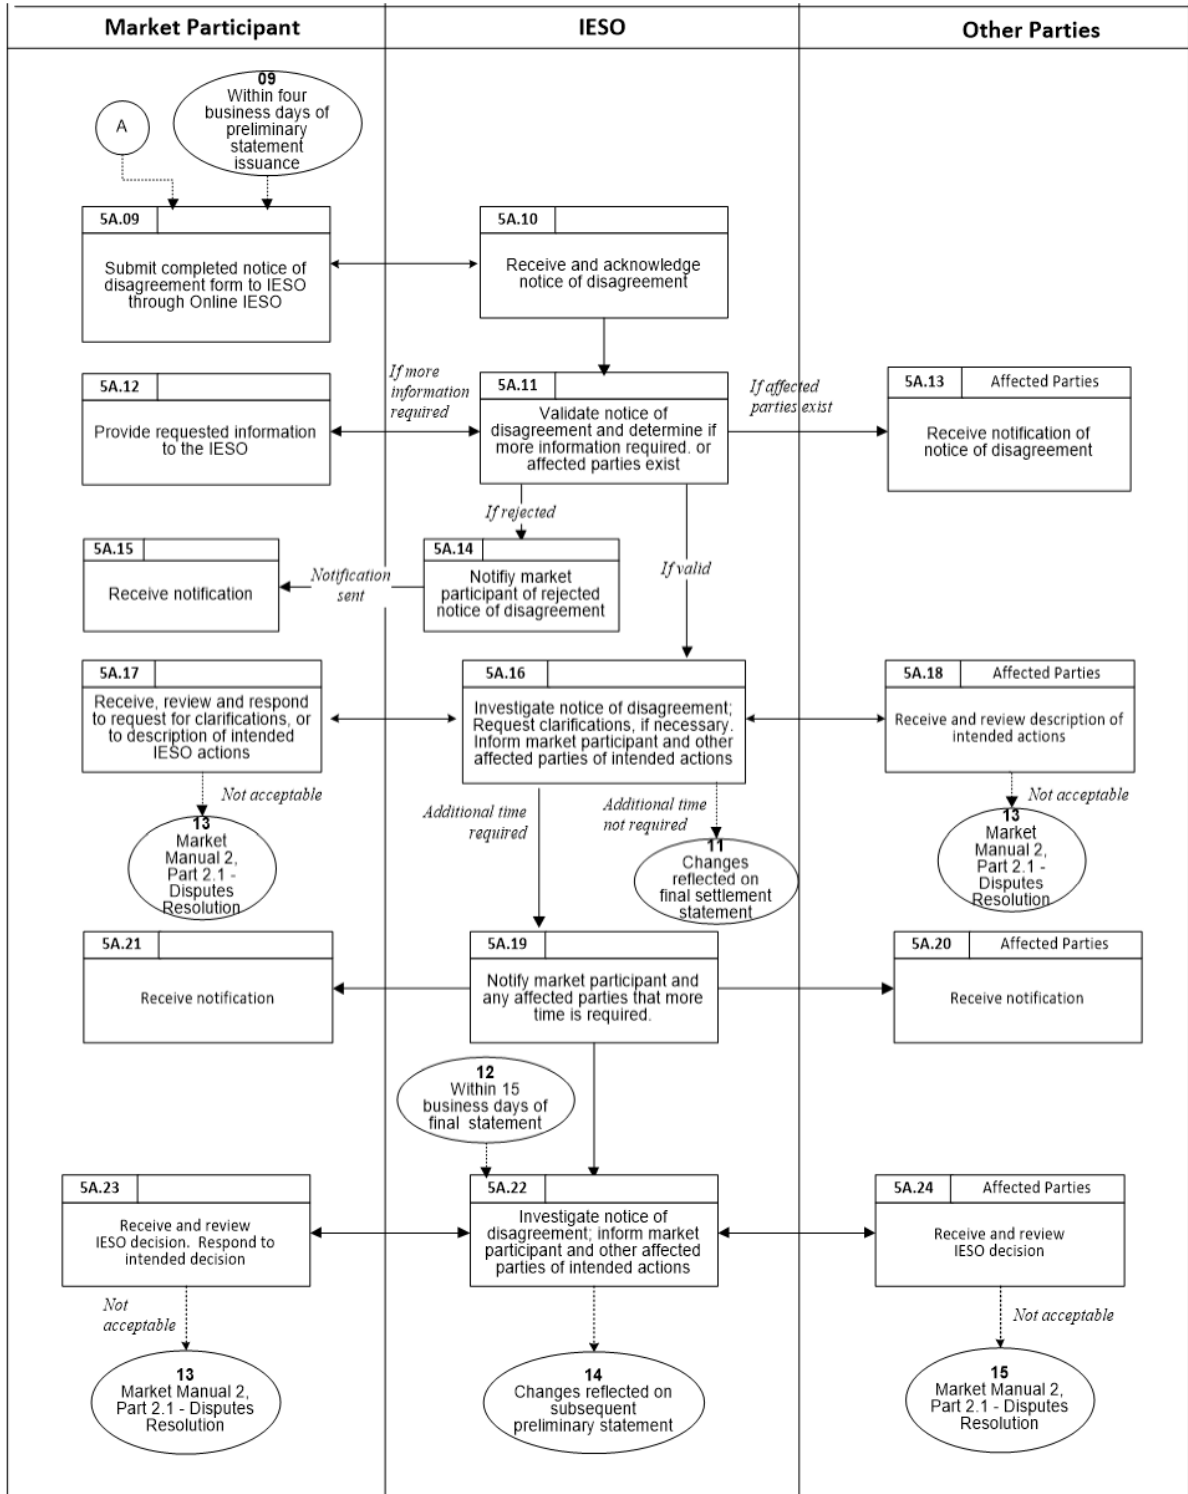 Market Participant
IESO
Other Parties
A
09
Within four
business days of
preliminary
statement
issuance
5A.09
Submit completed notice of
disagreement form to IESO
through Online IESO
5A.10
Receive and acknowledge
notice of disagreement
5A.12
Provide requested information
to the IESO
If more
information
required
5A.11
Validate notice of
disagreement and determine if
more information required. or
affected parties exist
If affected
parties exist
5A.13
Affected Parties
Receive notification of
notice of disagreement
If rejected
If valid
5A.15
Receive notification
Notification
sent
5A.14
Notifiy market
participant of rejected
notice of disagreement
5A.17
Receive, review and respond
to request for clarifications, or
to description of intended
IESO actions
5A.16
Investigate notice of disagreement;
Request clarifications, if necessary.
Inform market participant and other
affected parties of intended actions
5A.18
Affected Parties
Receive and review description of
intended actions
Not acceptable
13
Market
Manual 2,
Part 2.1 -
Disputes
Resolution
Additional time
required
Additional time
not required
11
Changes
reflected on
final settlement
statement
Not acceptable
13
Market
Manual 2,
Part 2.1 -
Disputes
Resolution
5A.21
Receive notification
5A.19
Notify market participant and
any affected parties that more
time is required.
5A.20
Affected Parties
Receive notification
12
Within 15
business days of
final statement
5A.23
Receive and review
IESO decision. Respond to
intended decision
5A.22
Investigate notice of
disagreement; inform market
participant and other affected
parties of intended actions
5A.24
Affected Parties
Receive and review
IESO decision
Not
acceptable
13
Market Manual 2,
Part 2.1 - Disputes
Resolution
14
Changes reflected on
subsequent
preliminary statement
Not acceptable
15
Market Manual 2,
Part 2.1 - Disputes
Resolution